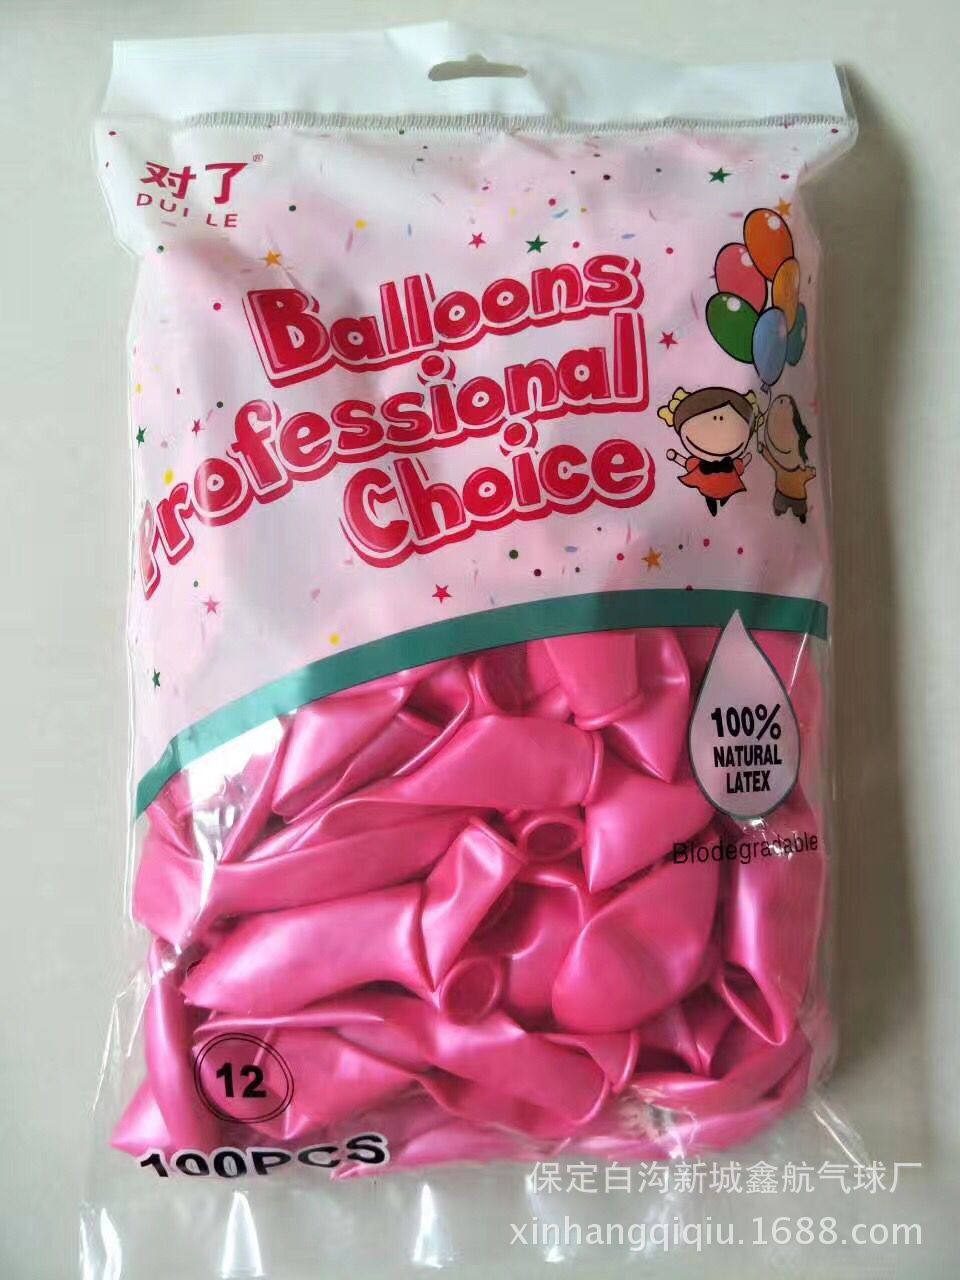 对了®
DUI LE
Balloons
Professional
Choice
100%
NATURAL
LATEX
Biodegradable
12
100PCS
保定白沟新城鑫航气球厂
xinhangqiqiu.1688.com